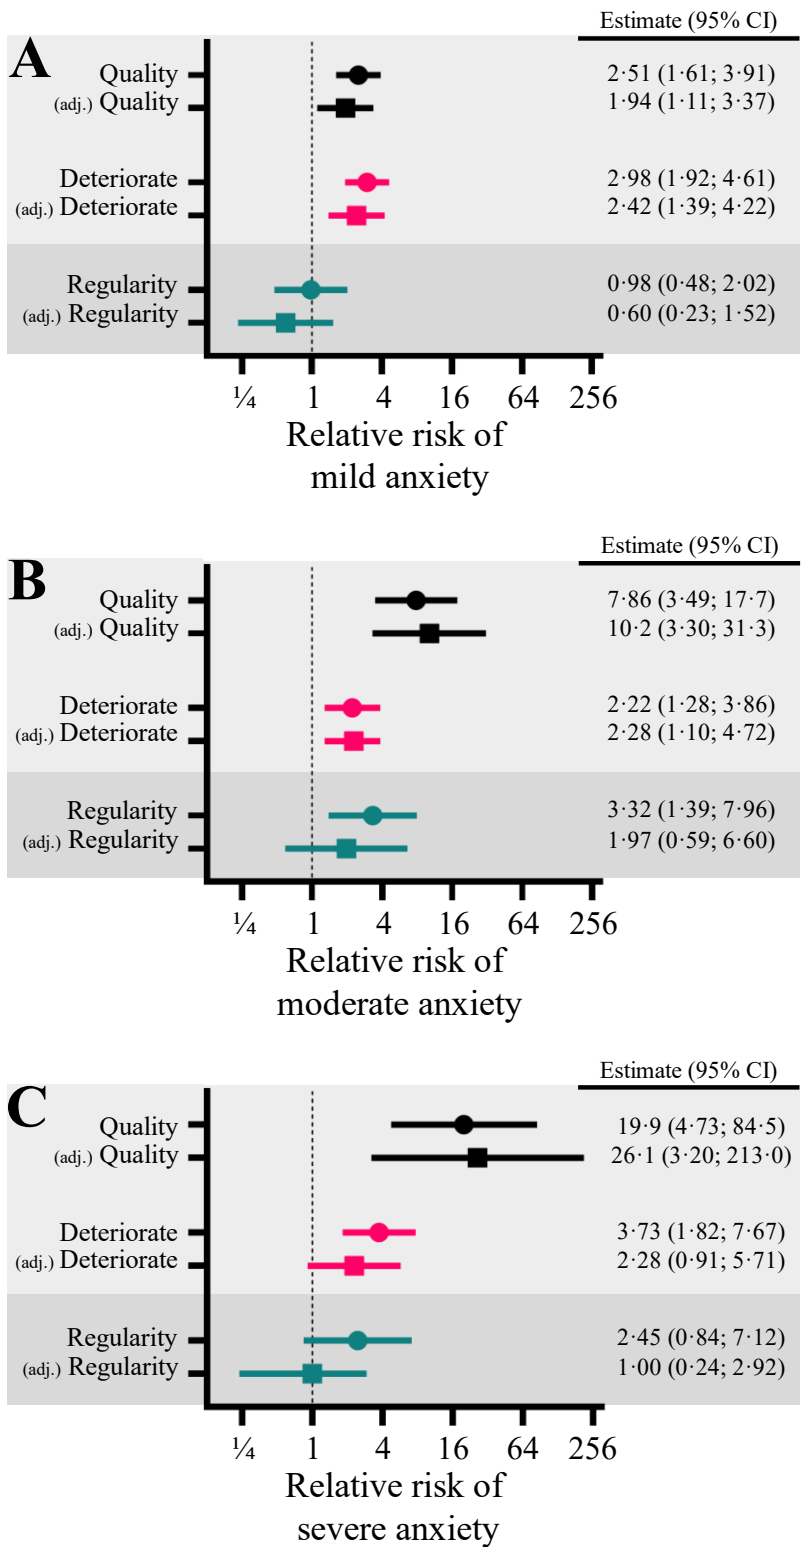 Estimate (95% CI)
A
Quality 2·51 (1·61; 3·91)
(adj.) Quality 1·94 (1·11; 3·37)
Deteriorate 2·98 (1·92; 4·61)
(adj.) Deteriorate 2·42 (1·39; 4·22)
Regularity 0·98 (0·48; 2·02)
(adj.) Regularity 0·60 (0·23; 1·52)
¼ 1 4 16 64 256
Relative risk of
mild anxiety
Estimate (95% CI)
B
Quality 7·86 (3·49; 17·7)
(adj.) Quality 10·2 (3·30; 31·3)
Deteriorate 2·22 (1·28; 3·86)
(adj.) Deteriorate 2·28 (1·10; 4·72)
Regularity 3·32 (1·39; 7·96)
(adj.) Regularity 1·97 (0·59; 6·60)
¼ 1 4 16 64 256
Relative risk of
moderate anxiety
Estimate (95% CI)
C
Quality 19·9 (4·73; 84·5)
(adj.) Quality 26·1 (3·20; 213·0)
Deteriorate 3·73 (1·82; 7·67)
(adj.) Deteriorate 2·28 (0·91; 5·71)
Regularity 2·45 (0·84; 7·12)
(adj.) Regularity 1·00 (0·24; 2·92)
¼ 1 4 16 64 256
Relative risk of
severe anxiety